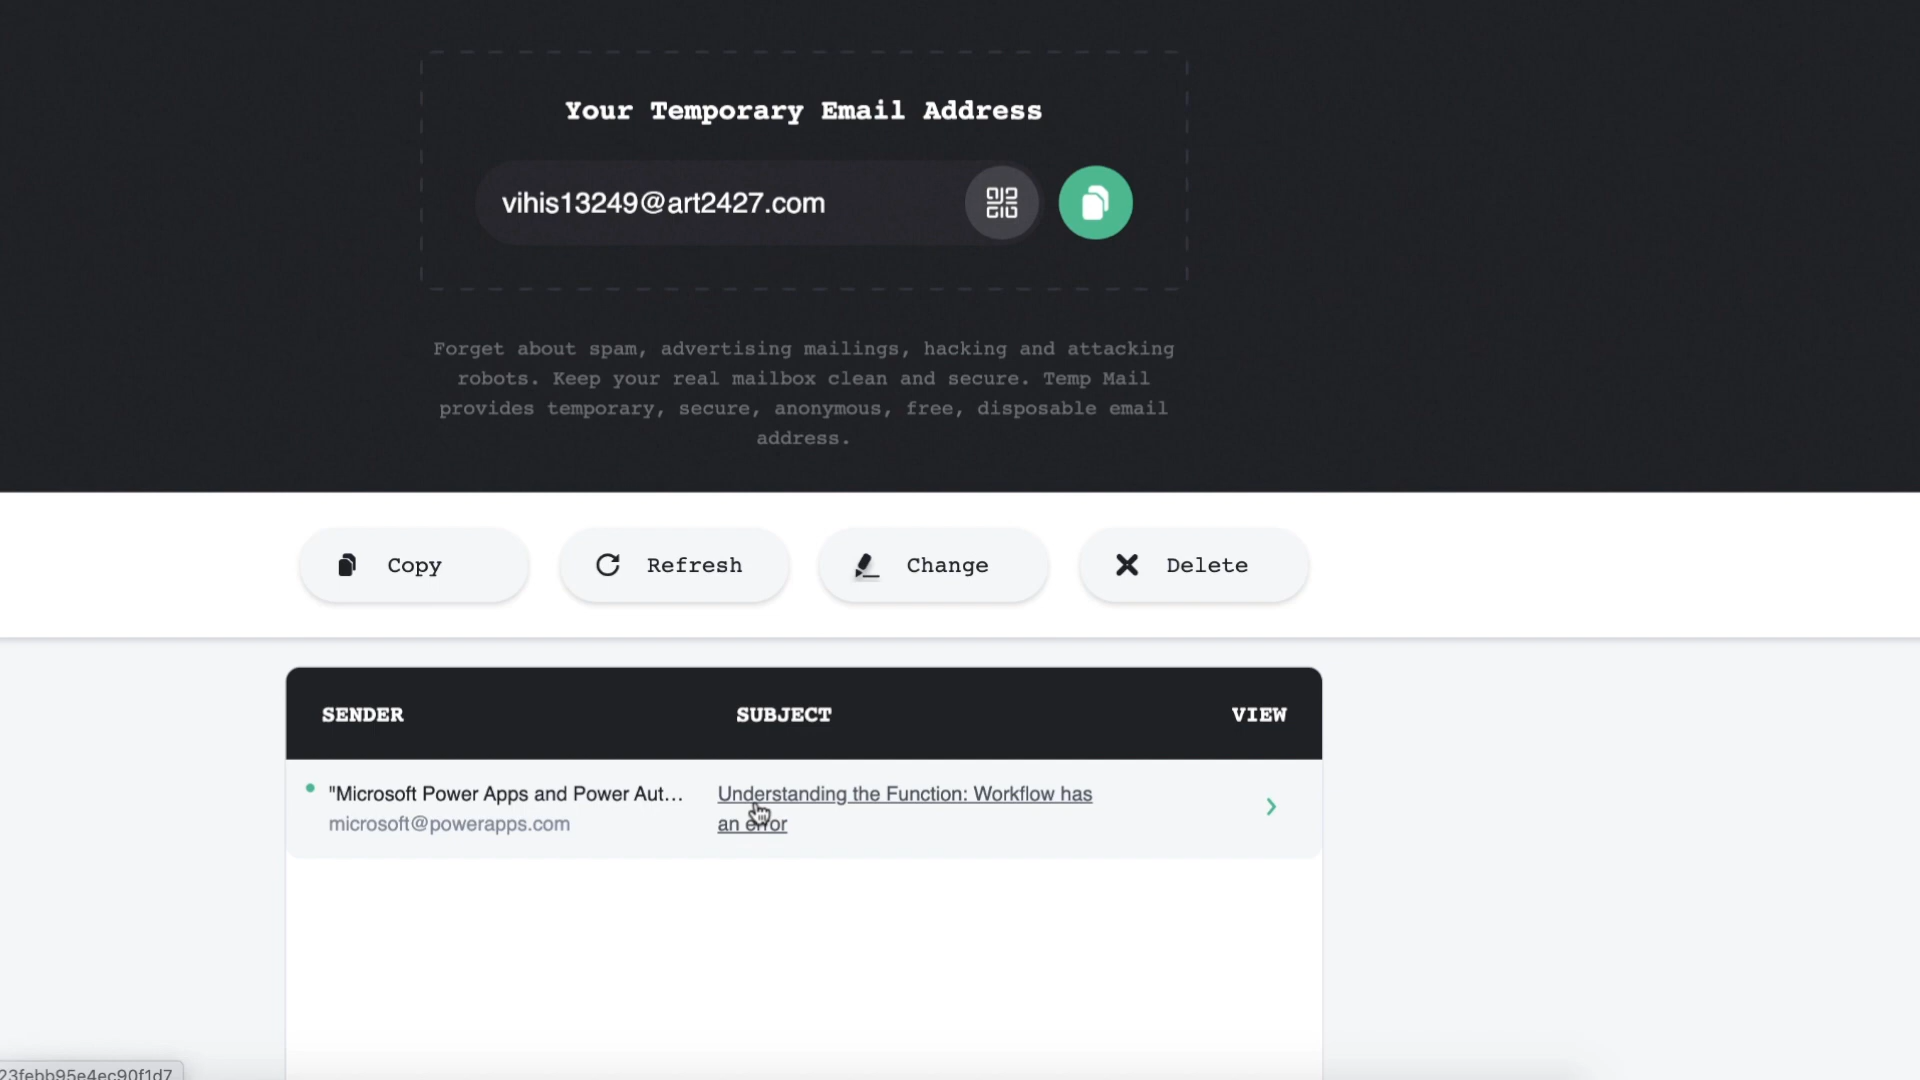 Your Temporary Email Address
vihis13249@art2427.com
Forget about spam, advertising mailings, hacking and attacking
robots. Keep your real mailbox clean and secure. Temp Mail
provides temporary, secure, anonymous, free, disposable email
address.
Copy
Refresh
Change
Delete
SENDER
SUBJECT
VIEW
"Microsoft Power Apps and Power Aut...
microsoft@powerapps.com
Understanding the Function: Workflow has
an error
23febb95e4ec90f1d7